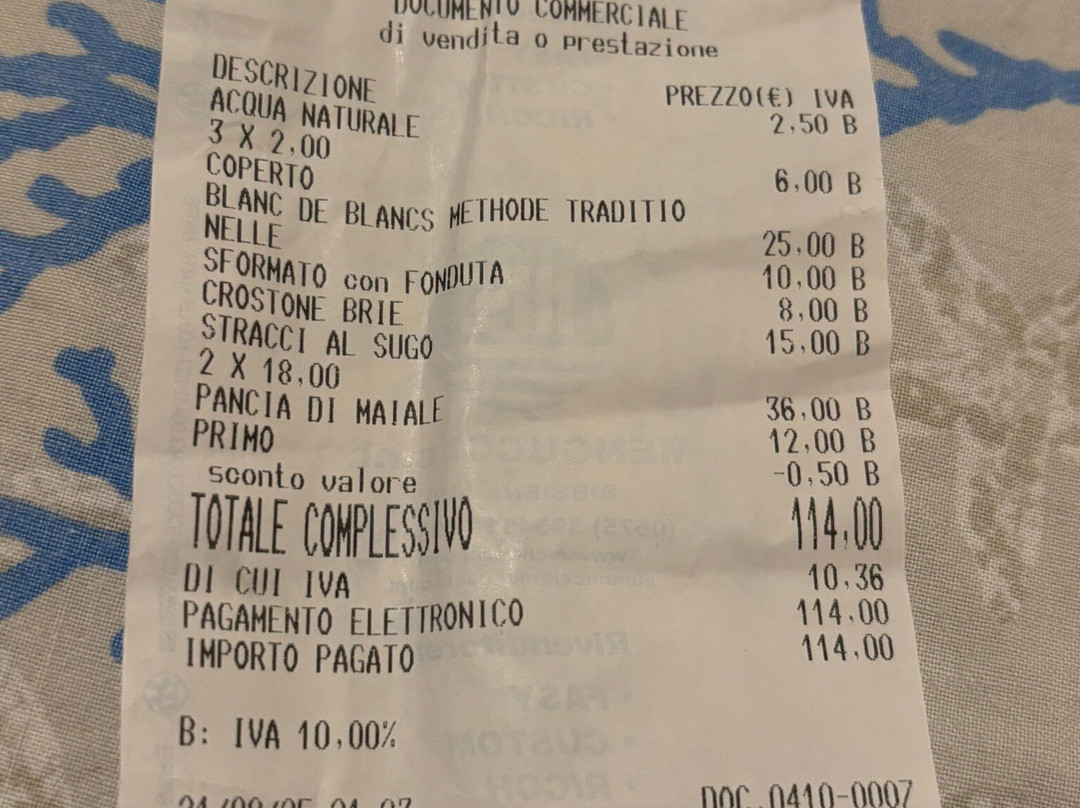 DOCUMENTO COMMERCIALE
di vendita o prestazione
DESCRIZIONE PREZZO(€) IVA
ACQUA NATURALE 2,50 B
3 X 2,00
COPERTO 6,00 B
BLANC DE BLANCS METHODE TRADITIO
NELLE 25,00 B
SFORMATO con FONDUTA 10,00 B
CROSTONE BRIE 8,00 B
STRACCI AL SUGO 15,00 B
2 X 18,00
PANCIA DI MAIALE 36,00 B
PRIMO 12,00 B
sconto valore -0,50 B
TOTALE COMPLESSIVO 114,00
DI CUI IVA 10,36
PAGAMENTO ELETTRONICO 114,00
IMPORTO PAGATO 114,00
B: IVA 10,00%
DOC.0410-0007